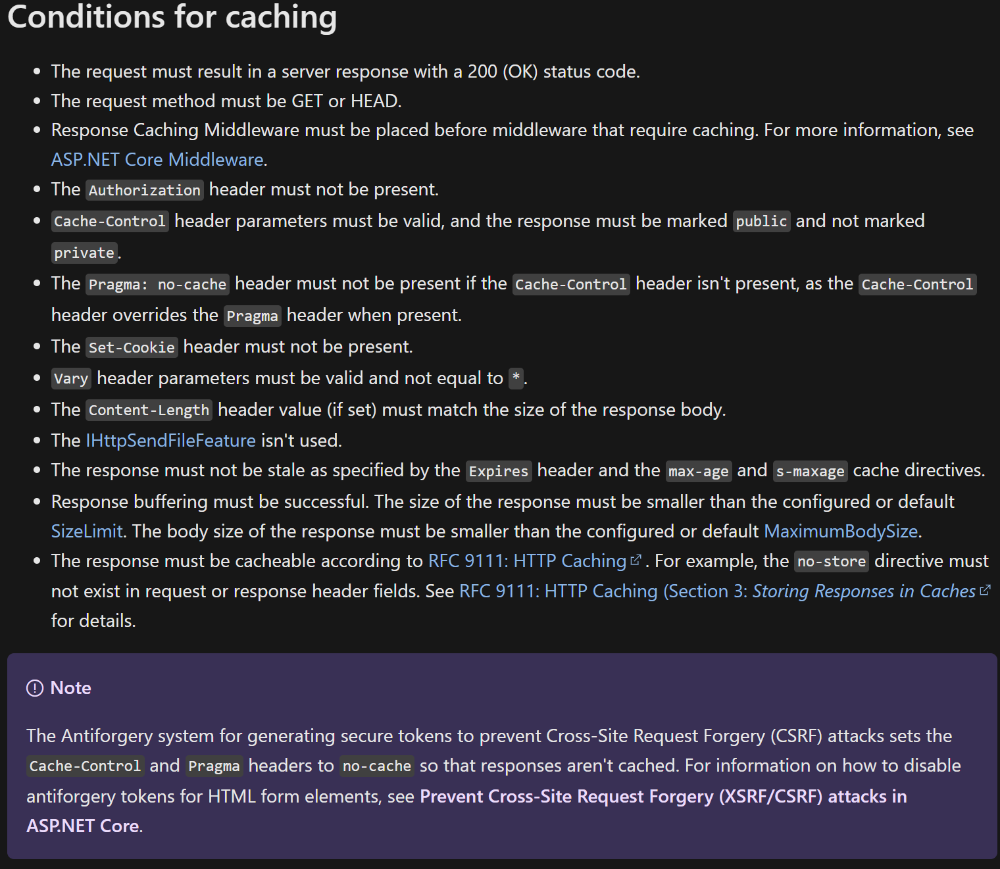 Conditions for caching
• The request must result in a server response with a 200 (OK) status code.
• The request method must be GET or HEAD.
• Response Caching Middleware must be placed before middleware that require caching. For more information, see
ASP.NET Core Middleware.
• The Authorization header must not be present.
• Cache-Control header parameters must be valid, and the response must be marked public and not marked
private.
• The Pragma: no-cache header must not be present if the Cache-Control header isn't present, as the Cache-Control
header overrides the Pragma header when present.
• The Set-Cookie header must not be present.
• Vary header parameters must be valid and not equal to *.
• The Content-Length header value (if set) must match the size of the response body.
• The IHttpSendFileFeature isn't used.
• The response must not be stale as specified by the Expires header and the max-age and s-maxage cache directives.
• Response buffering must be successful. The size of the response must be smaller than the configured or default
SizeLimit. The body size of the response must be smaller than the configured or default MaximumBodySize.
• The response must be cacheable according to RFC 9111: HTTP Caching. For example, the no-store directive must
not exist in request or response header fields. See RFC 9111: HTTP Caching (Section 3: Storing Responses in Caches
for details.
Note
The Antiforgery system for generating secure tokens to prevent Cross-Site Request Forgery (CSRF) attacks sets the
Cache-Control and Pragma headers to no-cache so that responses aren't cached. For information on how to disable
antiforgery tokens for HTML form elements, see Prevent Cross-Site Request Forgery (XSRF/CSRF) attacks in
ASP.NET Core.